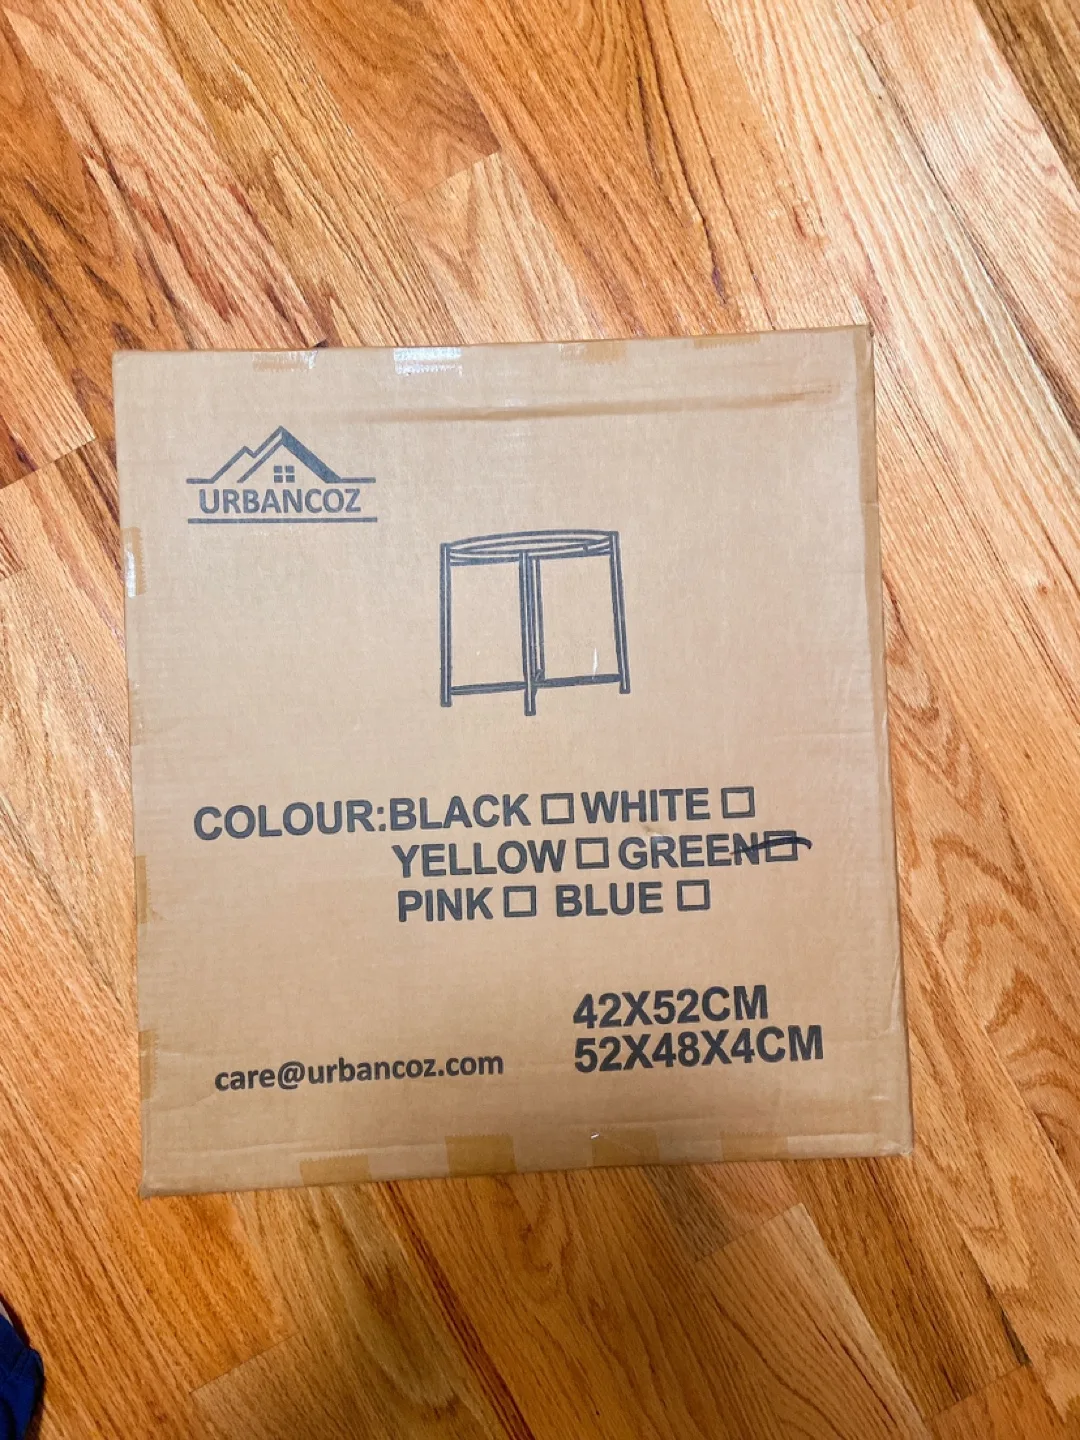 URBANCOZ
COLOUR:BLACK □ WHITE □
YELLOW □ GREEN □
PINK □ BLUE □
42X52CM
52X48X4CM
care@urbancoz.com